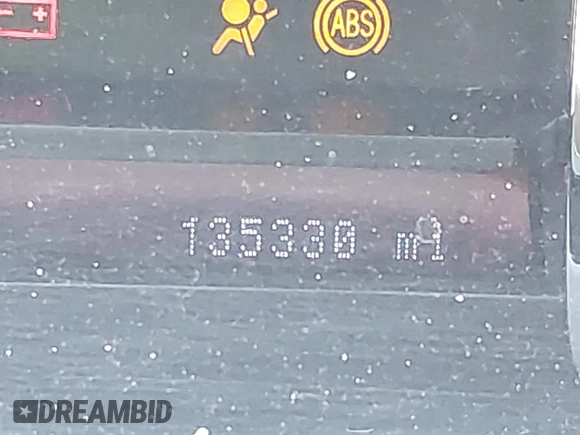 - +
ABS
135330 mi
DREAMBID